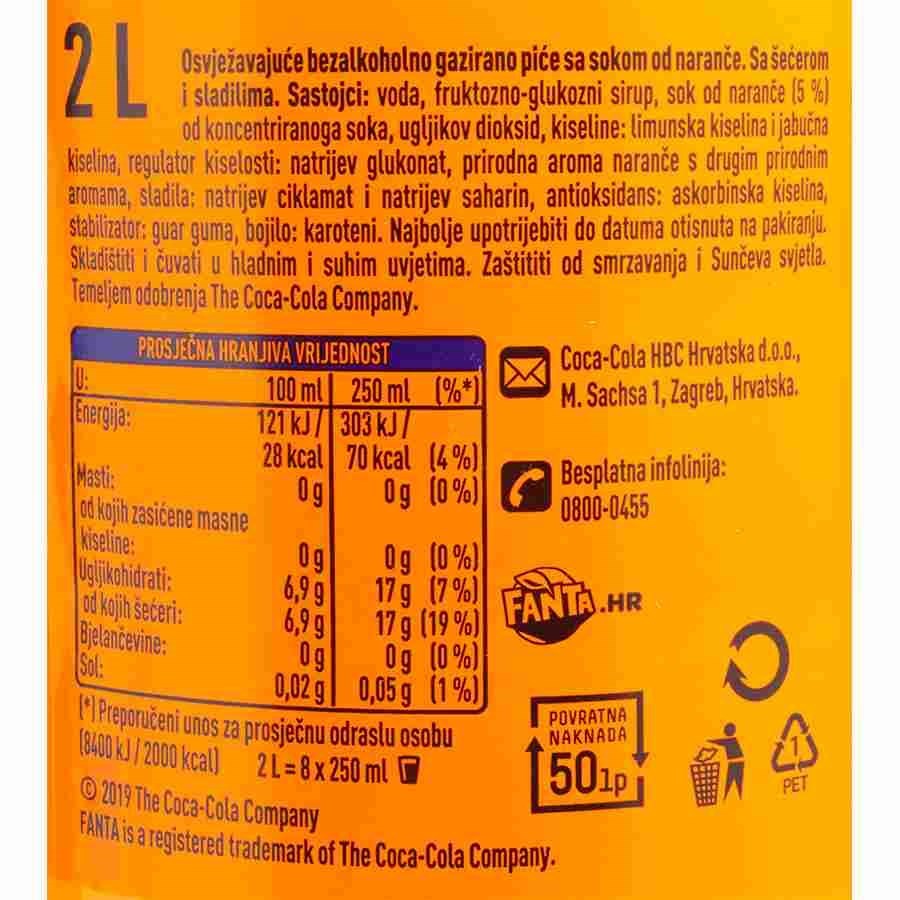 2 L
Osvježavajuće bezalkoholno gazirano piće sa sokom od naranče. Sa šećerom
i sladilima. Sastojci: voda, fruktozno-glukozni sirup, sok od naranče (5 %)
od koncentriranoga soka, ugljikov dioksid, kiseline: limunska kiselina i jabučna
kiselina, regulator kiselosti: natrijev glukonat, prirodna aroma naranče s drugim prirodnim
aromama, sladila: natrijev ciklamat i natrijev saharin, antioksidans: askorbinska kiselina,
stabilizator: guar guma, bojilo: karoteni. Najbolje upotrijebiti do datuma otisnuta na pakiranju.
Skladištiti i čuvati u hladnim i suhim uvjetima. Zaštititi od smrzavanja i Sunčeva svjetla.
Temeljem odobrenja The Coca-Cola Company.
PROSJEČNA HRANJIVA VRIJEDNOST
U: 100 ml 250 ml (%*)
Energija: 121 kJ/ 303 kJ/
28 kcal 70 kcal (4 %)
Masti: 0 g 0 g (0 %)
od kojih zasićene masne
kiseline: 0 g 0 g (0 %)
Ugljikohidrati: 6,9 g 17 g (7 %)
od kojih šećeri: 6,9 g 17 g (19 %)
Bjelančevine: 0 g 0 g (0 %)
Sol: 0,02 g 0,05 g (1 %)
(*) Preporučeni unos za prosječnu odraslu osobu
(8400 kJ / 2000 kcal) 2 L = 8 x 250 ml
© 2019 The Coca-Cola Company
FANTA is a registered trademark of The Coca-Cola Company.
Coca-Cola HBC Hrvatska d.o.o.,
M. Sachsa 1, Zagreb, Hrvatska.
Besplatna infolinija:
0800-0455
FANTA.HR
POVRATNA
NAKNADA
50 lp
1
PET